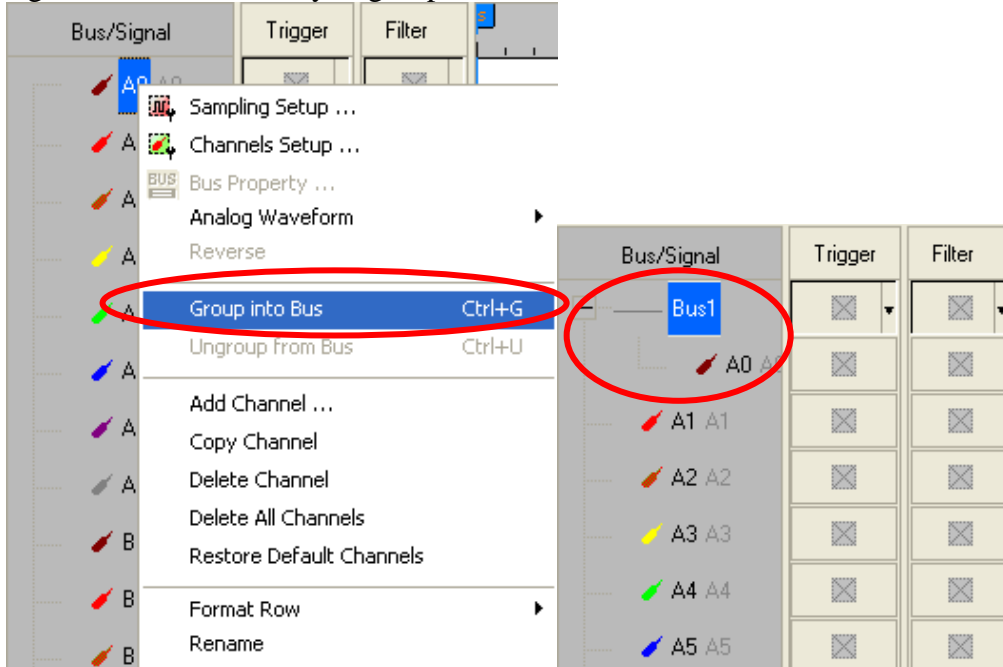 Bus/Signal Trigger Filter
A0 A0
Sampling Setup ...
A Channels Setup ...
BUS Bus Property ...
A
Analog Waveform
A Reverse
A Group into Bus Ctrl+G
Ungroup from Bus Ctrl+U
A
Add Channel ...
A Copy Channel
A Delete Channel
Delete All Channels
B
Restore Default Channels
B Format Row
Rename
B
Bus/Signal Trigger Filter
Bus1
A0
A1 A1
A2 A2
A3 A3
A4 A4
A5 A5